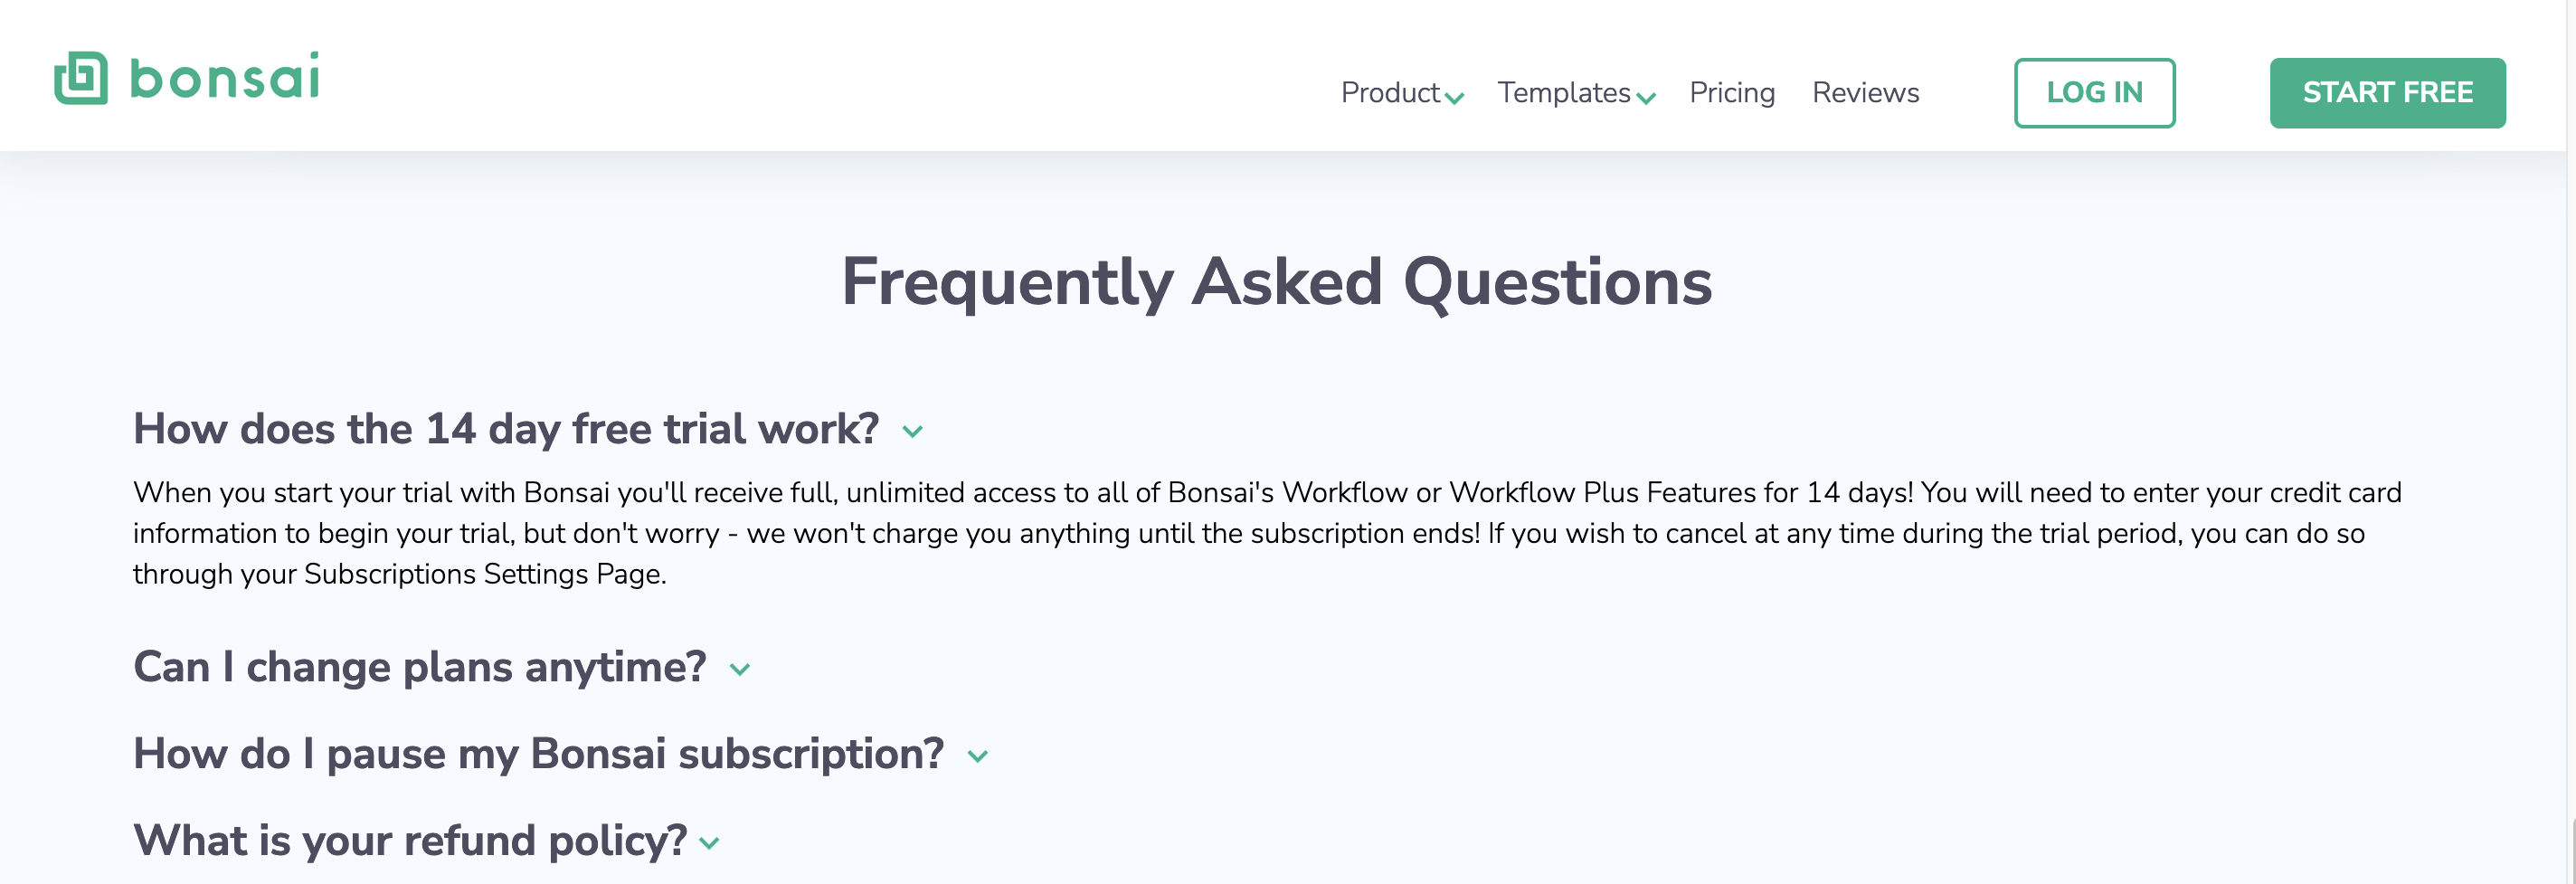 bonsai
Product Templates Pricing Reviews LOG IN START FREE
Frequently Asked Questions
How does the 14 day free trial work?
When you start your trial with Bonsai you'll receive full, unlimited access to all of Bonsai's Workflow or Workflow Plus Features for 14 days! You will need to enter your credit card
information to begin your trial, but don't worry - we won't charge you anything until the subscription ends! If you wish to cancel at any time during the trial period, you can do so
through your Subscriptions Settings Page.
Can I change plans anytime?
How do I pause my Bonsai subscription?
What is your refund policy?